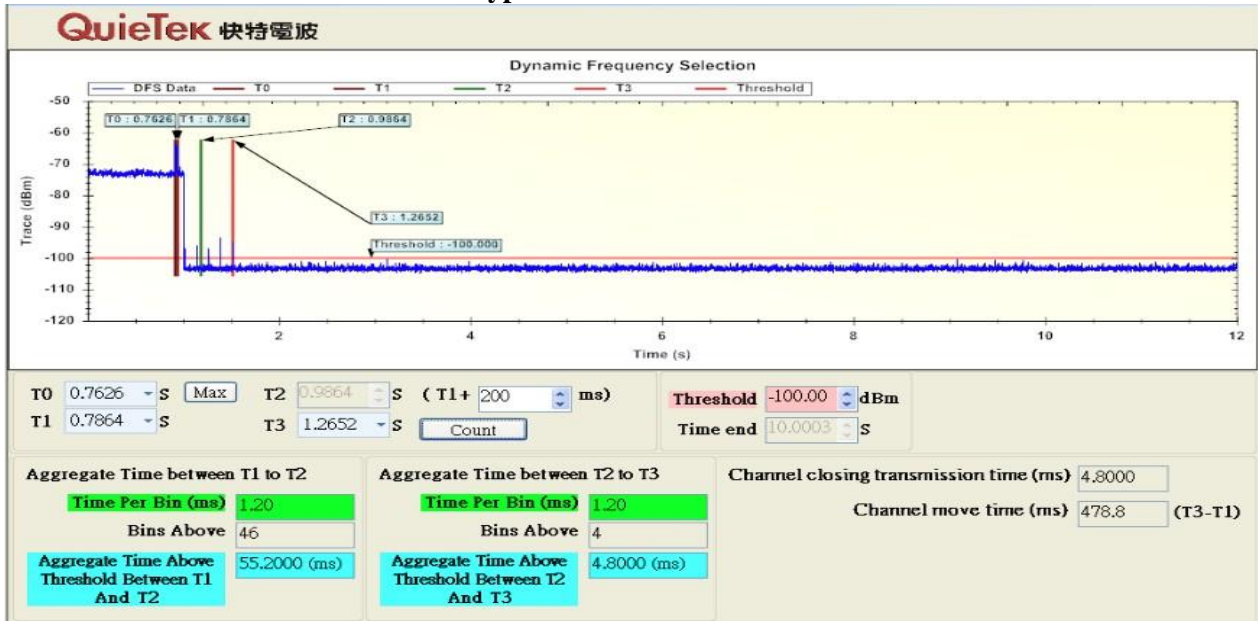 QuieTek 快特電波
Dynamic Frequency Selection
DFS Data T0 T1 T2 T3 Threshold
-50
T0 : 0.7626 T1 : 0.7864 T2 : 0.9864
-60
-70
-80
-90
T3 : 1.2652
Threshold : -100.000
-100
-110
-120
Trace (dBm)
2 4 6 8 10 12
Time (s)
T0 0.7626 S Max T2 0.9864 S ( T1+ 200 ms) Threshold -100.00 dBm
T1 0.7864 S T3 1.2652 S Count Time end 10.0003 S
Aggregate Time between T1 to T2
Time Per Bin (ms) 1.20
Bins Above 46
Aggregate Time Above 55.2000 (ms)
Threshold Between T1
And T2
Aggregate Time between T2 to T3
Time Per Bin (ms) 1.20
Bins Above 4
Aggregate Time Above 4.8000 (ms)
Threshold Between T2
And T3
Channel closing transmission time (ms) 4.8000
Channel move time (ms) 478.8 (T3-T1)